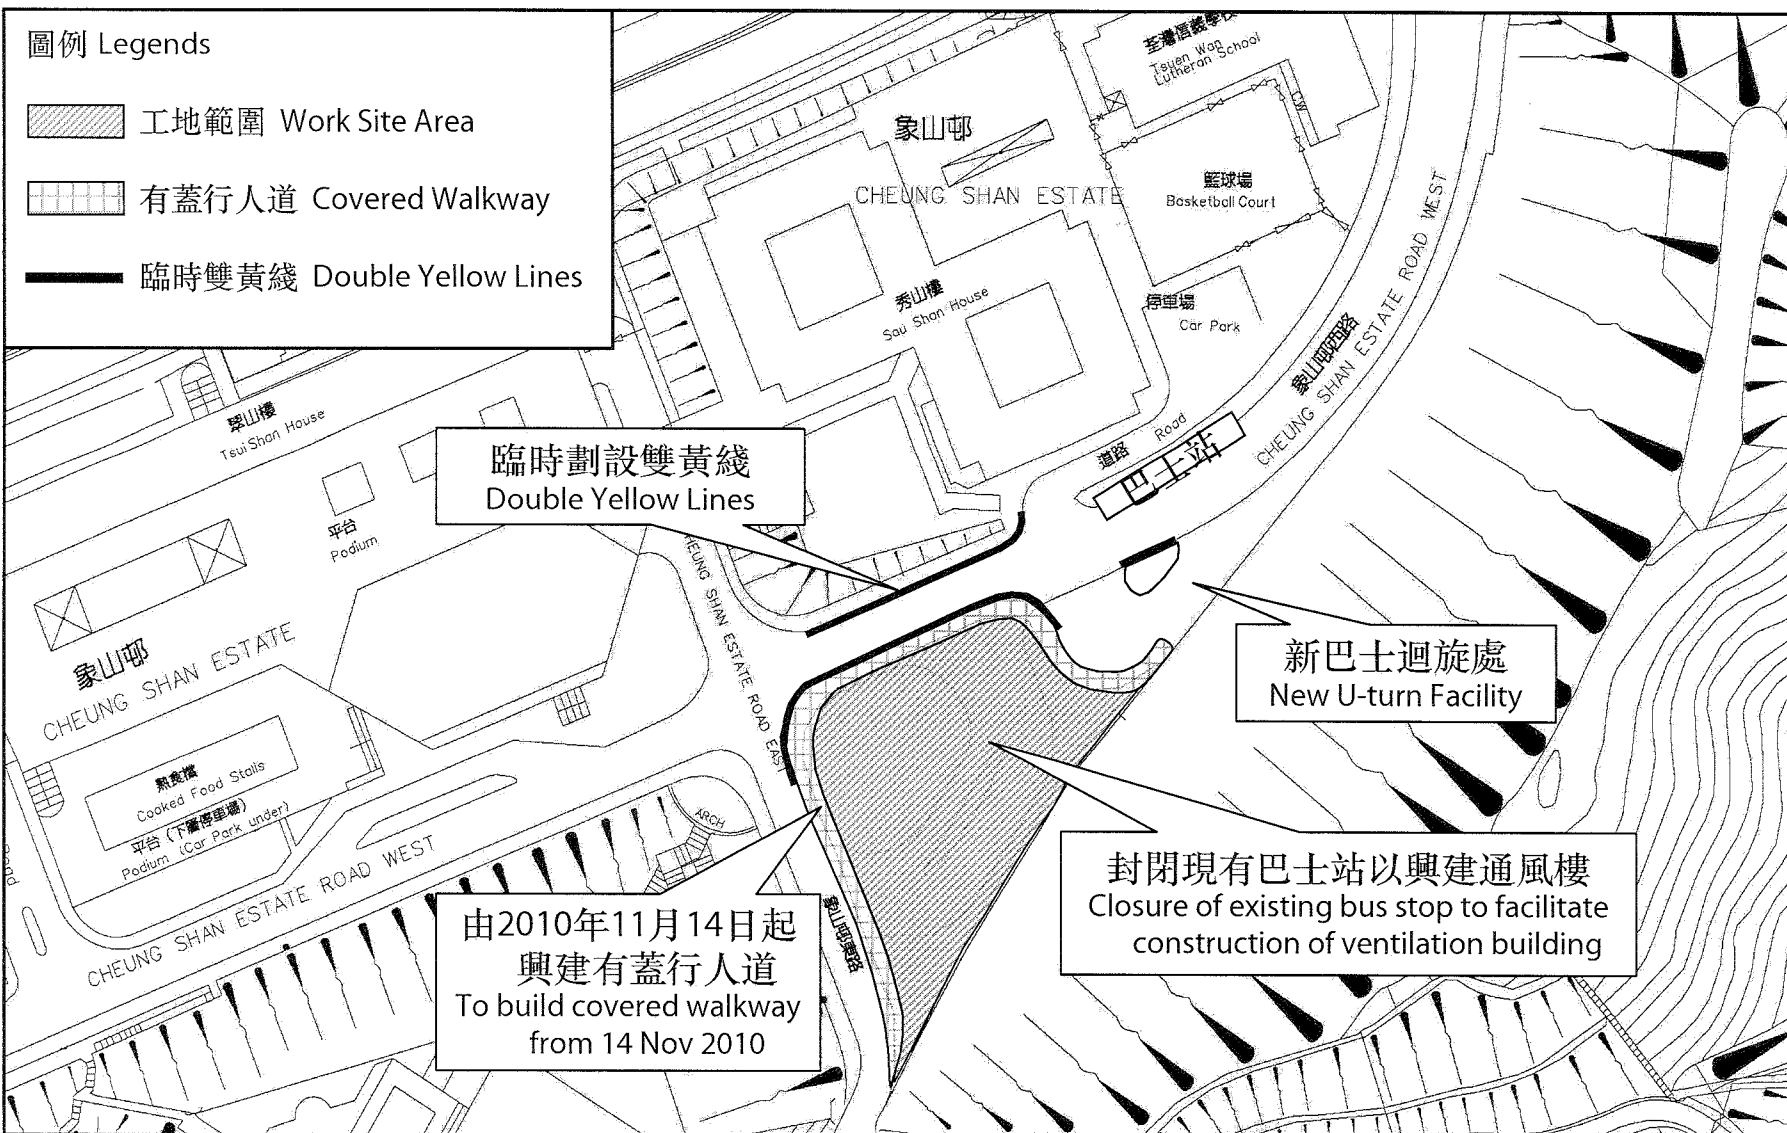 圖例 Legends
工地範圍 Work Site Area
有蓋行人道 Covered Walkway
臨時雙黃綫 Double Yellow Lines
荃灣信義學校
Tsuen Wan
Lutheran School
CW
象山邨
CHEUNG SHAN ESTATE
籃球場
Basketball Court
停車場
Car Park
秀山樓
Sau Shan House
象山邨西路
CHEUNG SHAN ESTATE ROAD WEST
道路 Road
巴士站
翠山樓
Tsui Shan House
平台
Podium
臨時劃設雙黃綫
Double Yellow Lines
CHEUNG SHAN ESTATE ROAD EAST
新巴士迴旋處
New U-turn Facility
象山邨
CHEUNG SHAN ESTATE
熟食檔
Cooked Food Stalls
平台 (下層停車場)
Podium (Car Park under)
ARCH
CHEUNG SHAN ESTATE ROAD WEST
象山邨東路
封閉現有巴士站以興建通風樓
Closure of existing bus stop to facilitate
construction of ventilation building
由2010年11月14日起
興建有蓋行人道
To build covered walkway
from 14 Nov 2010